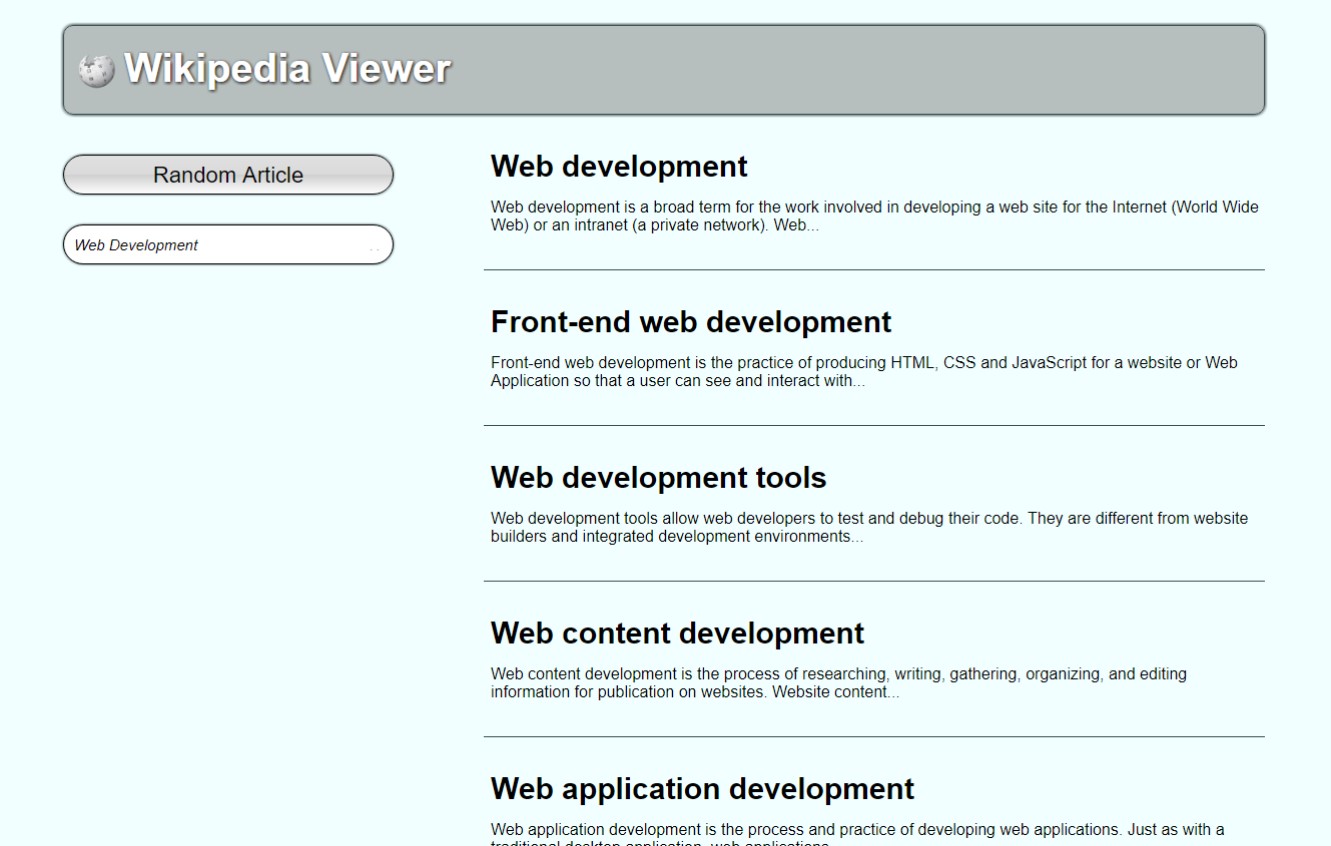 Wikipedia Viewer
Random Article
Web Development
Web development
Web development is a broad term for the work involved in developing a web site for the Internet (World Wide
Web) or an intranet (a private network). Web...
Front-end web development
Front-end web development is the practice of producing HTML, CSS and JavaScript for a website or Web
Application so that a user can see and interact with...
Web development tools
Web development tools allow web developers to test and debug their code. They are different from website
builders and integrated development environments...
Web content development
Web content development is the process of researching, writing, gathering, organizing, and editing
information for publication on websites. Website content...
Web application development
Web application development is the process and practice of developing web applications. Just as with a
traditional desktop application, web applications...